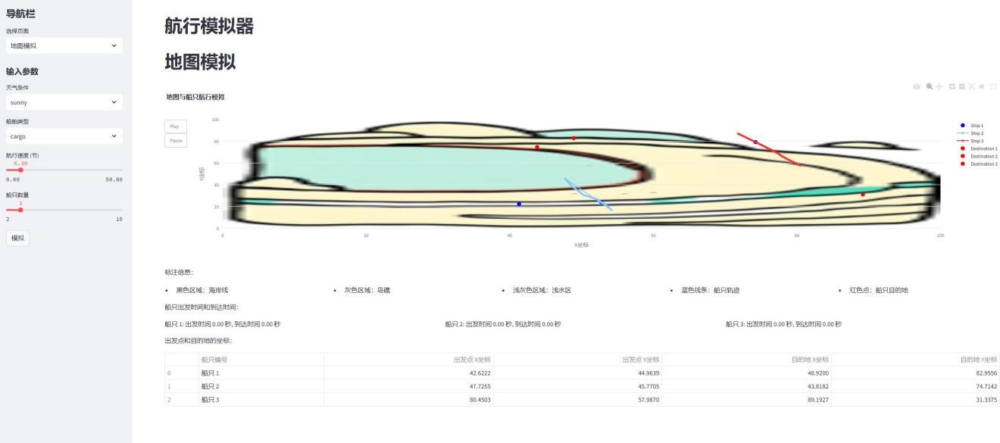 导航栏
选择页面
地图模拟
输入参数
天气条件
sunny
船舶类型
cargo
航行速度 (节)
6.30
0.00 50.00
船只数量
3
2 10
模拟
航行模拟器
地图模拟
地图与船只航行模拟
Play
Pause
100
80
60
40
20
0
Y坐标
0 20 40 60 80 100
X坐标
Ship 1
Ship 2
Ship 3
Destination 1
Destination 2
Destination 3
标注信息:
• 黑色区域: 海岸线 • 灰色区域: 岛礁 • 浅灰色区域: 浅水区 • 蓝色线条: 船只轨迹 • 红色点: 船只目的地
船只出发时间和到达时间:
船只 1: 出发时间 0.00 秒, 到达时间 0.00 秒 船只 2: 出发时间 0.00 秒, 到达时间 0.00 秒 船只 3: 出发时间 0.00 秒, 到达时间 0.00 秒
出发点和目的地的坐标:
船只编号 出发点 X坐标 出发点 Y坐标 目的地 X坐标 目的地 Y坐标
0 船只 1 42.6222 44.9639 48.9200 82.9556
1 船只 2 47.7255 45.7705 43.8182 74.7142
2 船只 3 80.4503 57.9870 89.1927 31.3375